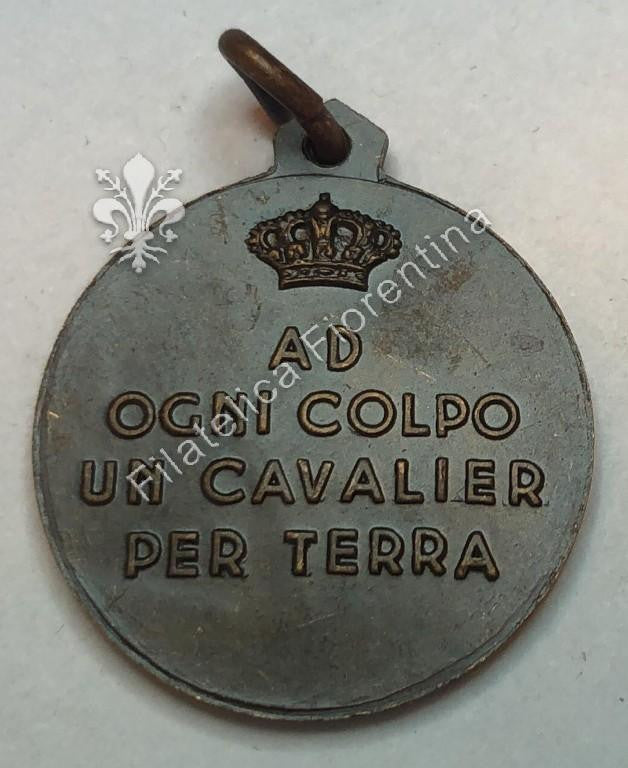 AD
OGNI COLPO
UN CAVALIER
PER TERRA
Filatelica Fiorentina